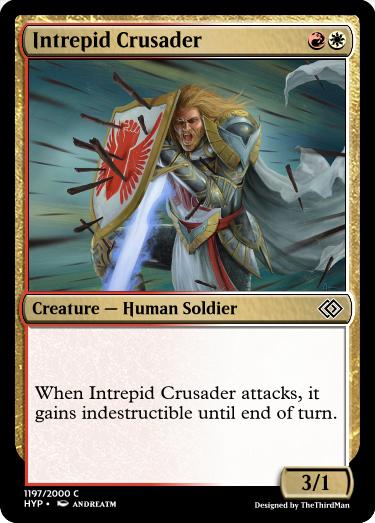 Intrepid Crusader
Creature — Human Soldier
When Intrepid Crusader attacks, it
gains indestructible until end of turn.
3/1
1197/2000 C
HYP • ANDREATM
Designed by TheThirdMan